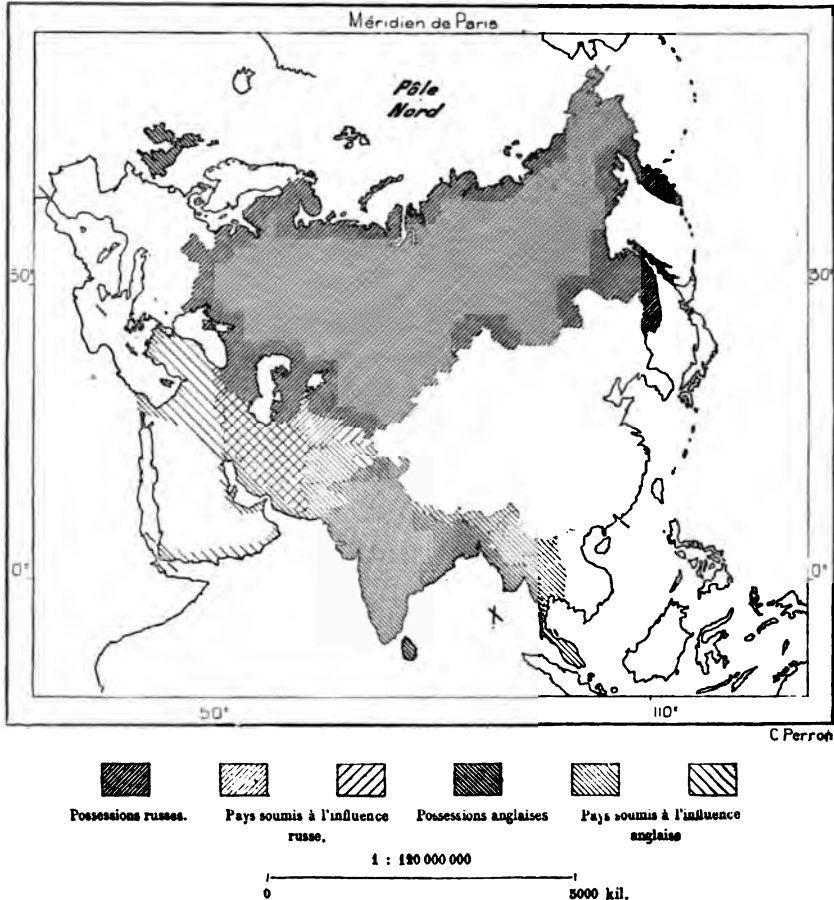 Méridien de Paris
Pôle
Nord
50°
30°
0°
0°
50°
110°
C Perron
Possessions russes.
Pays soumis à l'influence
russe.
Possessions anglaises
Pays soumis à l'influence
anglaise
1 : 120 000 000
0
5000 kil.